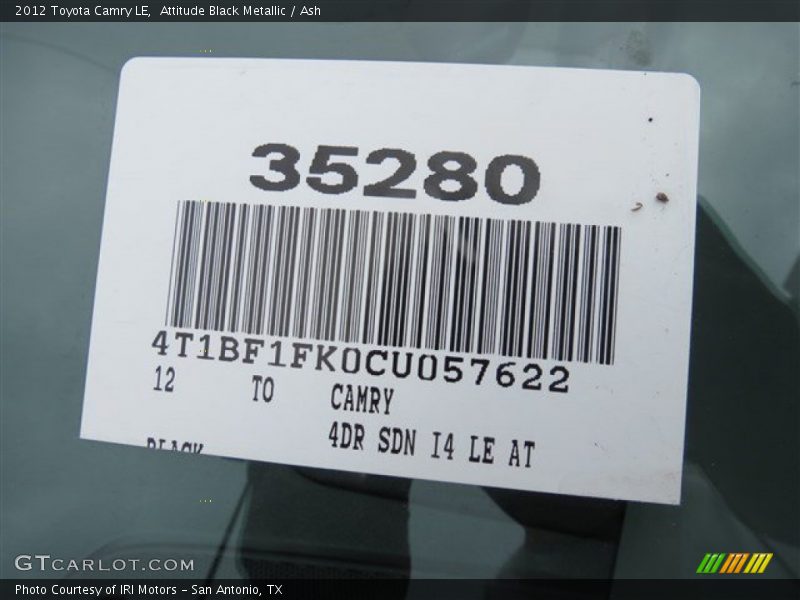 2012 Toyota Camry LE, Attitude Black Metallic / Ash
35280
4T1BF1FK0CU057622
12 TO CAMRY
4DR SDN I4 LE AT
BLACK
GTCARLOT.COM
Photo Courtesy of IRI Motors – San Antonio, TX